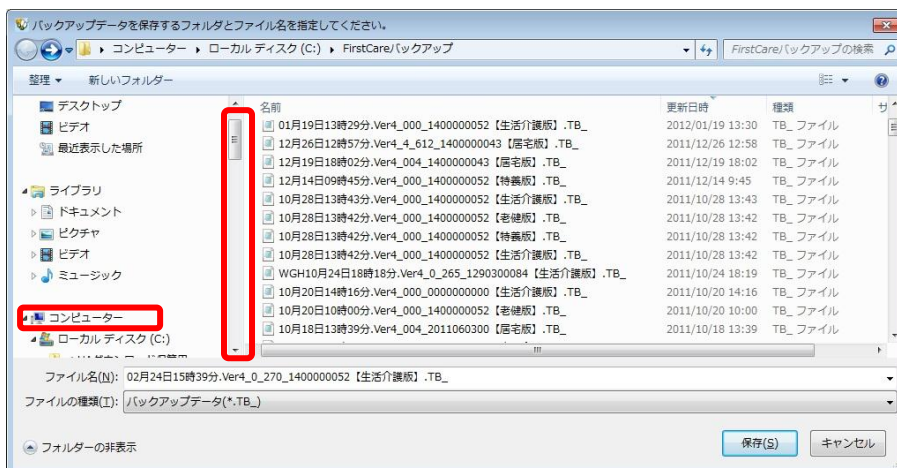 バックアップデータを保存するフォルダとファイル名を指定してください。
コンピューター ローカル ディスク (C:) FirstCareバックアップ
FirstCareバックアップの検索
整理 新しいフォルダー
デスクトップ
ビデオ
最近表示した場所
ライブラリ
ドキュメント
ピクチャ
ビデオ
ミュージック
コンピューター
ローカル ディスク (C:)
名前 更新日時 種類 サ
01月19日13時29分.Ver4_000_1400000052【生活介護版】.TB_ 2012/01/19 13:30 TB_ ファイル
12月26日12時57分.Ver4_4_612_1400000043【居宅版】.TB_ 2011/12/26 12:58 TB_ ファイル
12月19日18時02分.Ver4_004_1400000043【居宅版】.TB_ 2011/12/19 18:02 TB_ ファイル
12月14日09時45分.Ver4_000_1400000052【特養版】.TB_ 2011/12/14 9:45 TB_ ファイル
10月28日13時43分.Ver4_000_1400000052【生活介護版】.TB_ 2011/10/28 13:43 TB_ ファイル
10月28日13時42分.Ver4_000_1400000052【老健版】.TB_ 2011/10/28 13:42 TB_ ファイル
10月28日13時42分.Ver4_000_1400000052【特養版】.TB_ 2011/10/28 13:42 TB_ ファイル
10月28日13時42分.Ver4_000_1400000052【生活介護版】.TB_ 2011/10/28 13:42 TB_ ファイル
WGH10月24日18時18分.Ver4_0_265_1290300084【生活介護版】.TB_ 2011/10/24 18:19 TB_ ファイル
10月20日14時16分.Ver4_000_0000000000【生活介護版】.TB_ 2011/10/20 14:16 TB_ ファイル
10月20日10時00分.Ver4_000_1400000052【老健版】.TB_ 2011/10/20 10:00 TB_ ファイル
10月18日13時39分.Ver4_004_2011060300【居宅版】.TB_ 2011/10/18 13:39 TB_ ファイル
ファイル名(N): 02月24日15時39分.Ver4_0_270_1400000052【生活介護版】.TB_
ファイルの種類(T): バックアップデータ(*.TB_)
フォルダーの非表示
保存(S) キャンセル